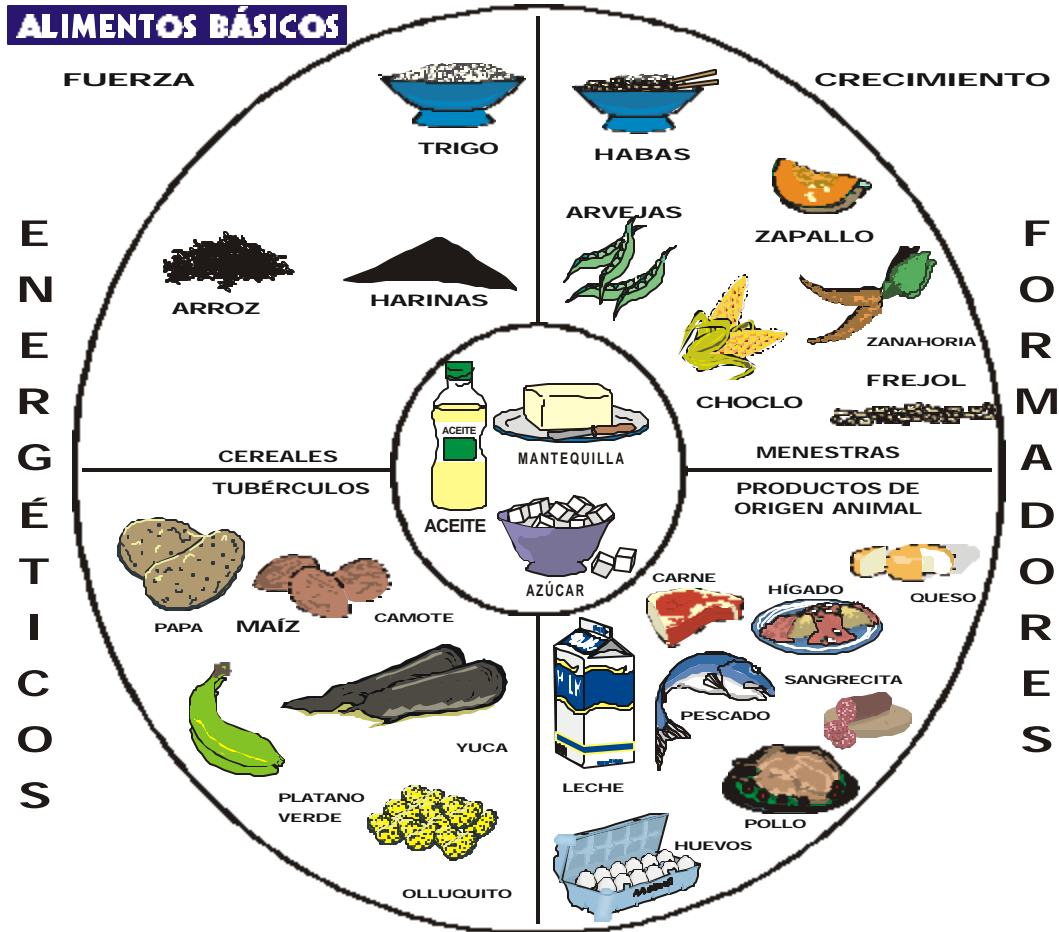 ALIMENTOS BÁSICOS
FUERZA
CRECIMIENTO
ENERGÉTICOS
FORMADORES
TRIGO
ARROZ
HARINAS
CEREALES
HABAS
ARVEJAS
ZAPALLO
ZANAHORIA
CHOCLO
FREJOL
MENESTRAS
ACEITE
ACEITE
MANTEQUILLA
AZÚCAR
TUBÉRCULOS
PAPA
MAÍZ
CAMOTE
YUCA
PLATANO
VERDE
OLLUQUITO
PRODUCTOS DE
ORIGEN ANIMAL
CARNE
HÍGADO
QUESO
SANGRECITA
PESCADO
LECHE
POLLO
HUEVOS